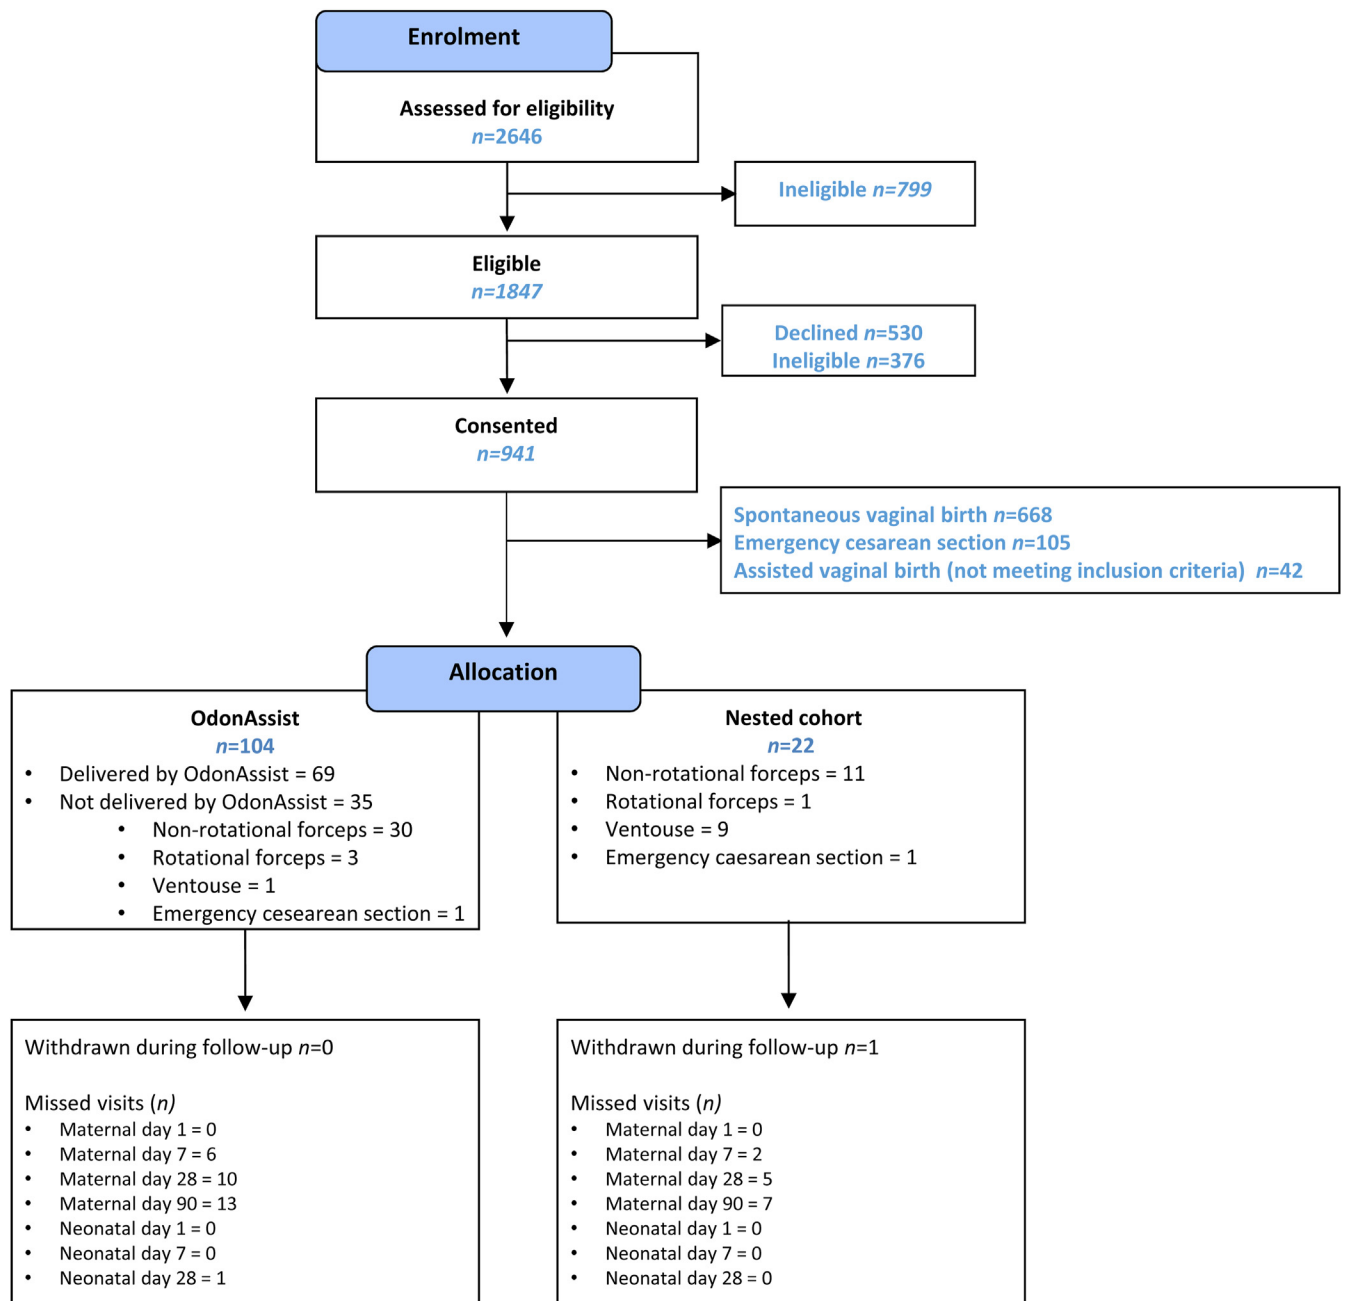 Enrolment
Assessed for eligibility
n=2646
Ineligible n=799
Eligible
n=1847
Declined n=530
Ineligible n=376
Consented
n=941
Spontaneous vaginal birth n=668
Emergency cesarean section n=105
Assisted vaginal birth (not meeting inclusion criteria) n=42
Allocation
OdonAssist
n=104
• Delivered by OdonAssist = 69
• Not delivered by OdonAssist = 35
• Non-rotational forceps = 30
• Rotational forceps = 3
• Ventouse = 1
• Emergency cesearean section = 1
Nested cohort
n=22
• Non-rotational forceps = 11
• Rotational forceps = 1
• Ventouse = 9
• Emergency caesarean section = 1
Withdrawn during follow-up n=0
Missed visits (n)
• Maternal day 1 = 0
• Maternal day 7 = 6
• Maternal day 28 = 10
• Maternal day 90 = 13
• Neonatal day 1 = 0
• Neonatal day 7 = 0
• Neonatal day 28 = 1
Withdrawn during follow-up n=1
Missed visits (n)
• Maternal day 1 = 0
• Maternal day 7 = 2
• Maternal day 28 = 5
• Maternal day 90 = 7
• Neonatal day 1 = 0
• Neonatal day 7 = 0
• Neonatal day 28 = 0